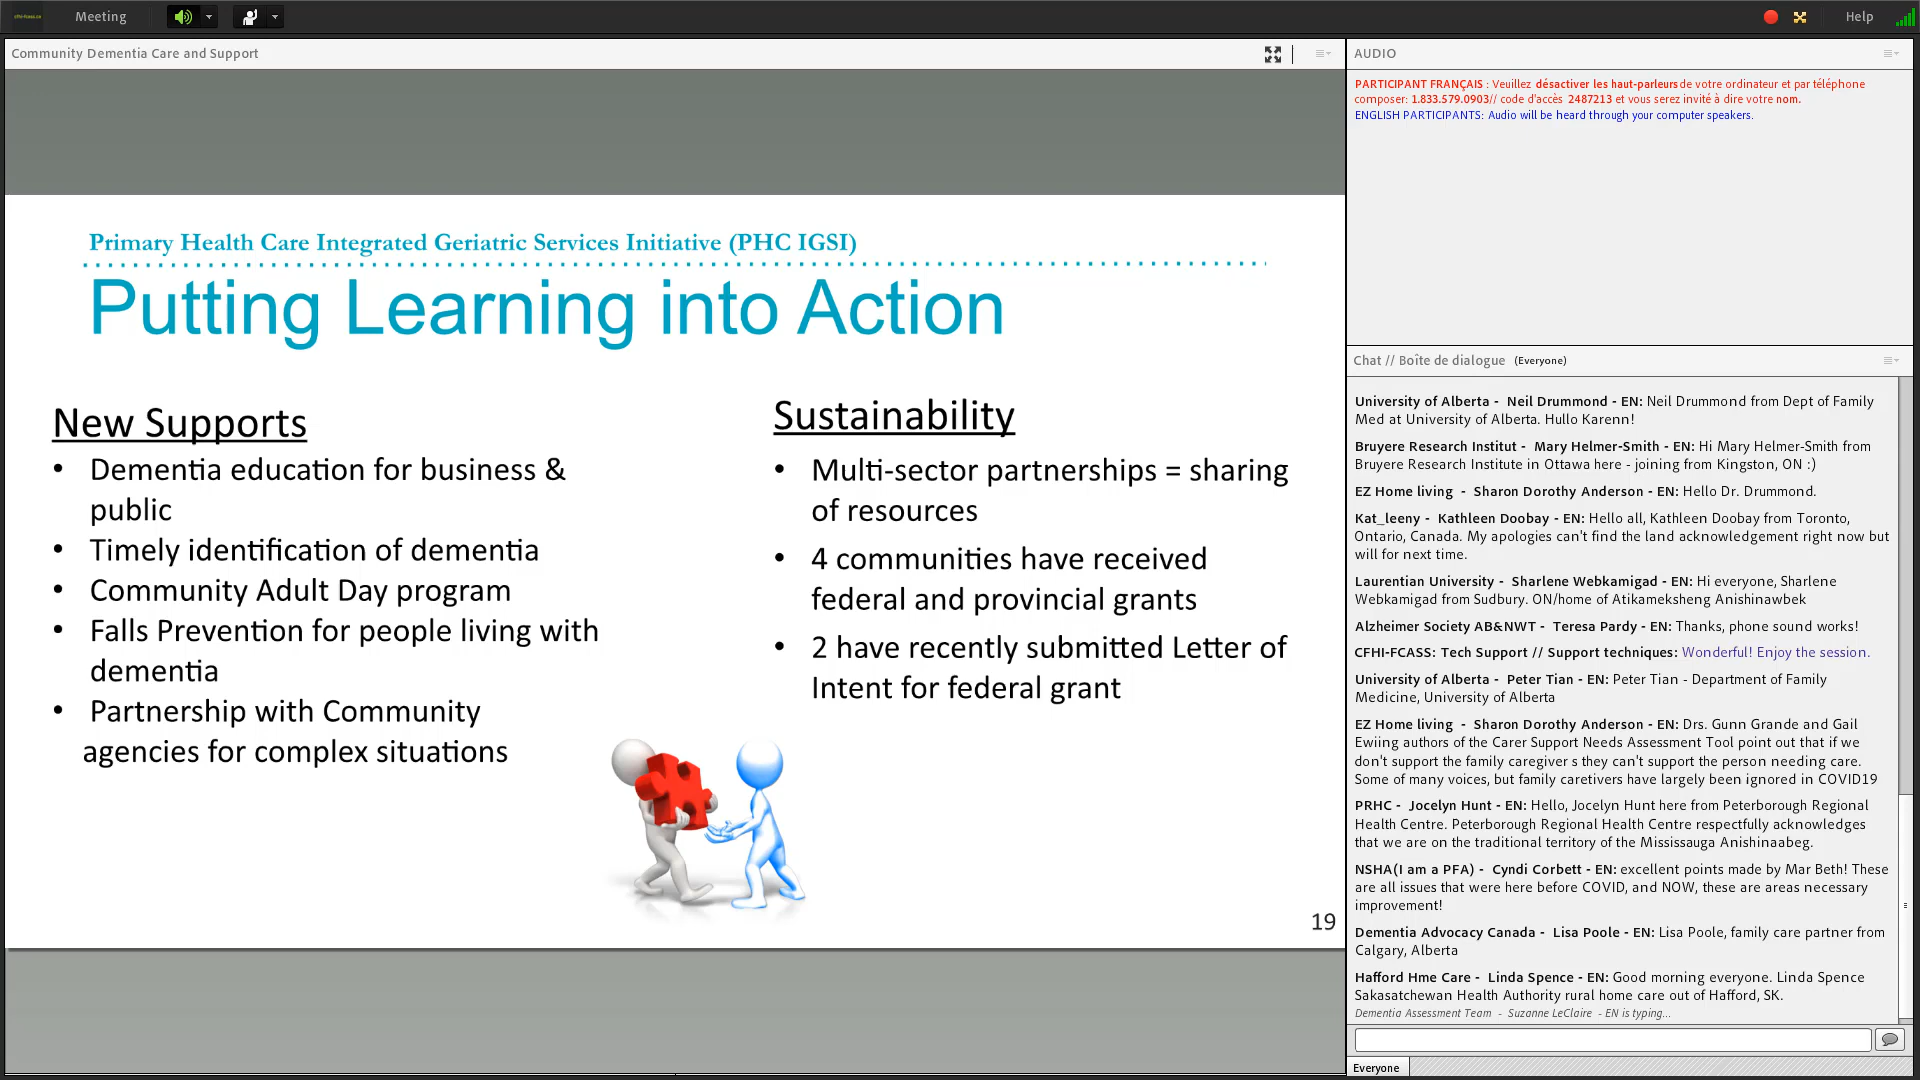 cfhi-fcass.ca
Meeting
Help
Community Dementia Care and Support
Primary Health Care Integrated Geriatric Services Initiative (PHC IGSI)
Putting Learning into Action
New Supports
• Dementia education for business &
public
• Timely identification of dementia
• Community Adult Day program
• Falls Prevention for people living with
dementia
• Partnership with Community
agencies for complex situations
Sustainability
• Multi-sector partnerships = sharing
of resources
• 4 communities have received
federal and provincial grants
• 2 have recently submitted Letter of
Intent for federal grant
19
AUDIO
PARTICIPANT FRANÇAIS : Veuillez désactiver les haut-parleurs de votre ordinateur et par téléphone
composer: 1.833.579.0903// code d'accès 2487213 et vous serez invité à dire votre nom.
ENGLISH PARTICIPANTS: Audio will be heard through your computer speakers.
Chat // Boîte de dialogue (Everyone)
University of Alberta - Neil Drummond - EN: Neil Drummond from Dept of Family
Med at University of Alberta. Hullo Karenn!
Bruyere Research Institut - Mary Helmer-Smith - EN: Hi Mary Helmer-Smith from
Bruyere Research Institute in Ottawa here - joining from Kingston, ON :)
EZ Home living - Sharon Dorothy Anderson - EN: Hello Dr. Drummond.
Kat_leeny - Kathleen Doobay - EN: Hello all, Kathleen Doobay from Toronto,
Ontario, Canada. My apologies can't find the land acknowledgement right now but
will for next time.
Laurentian University - Sharlene Webkamigad - EN: Hi everyone, Sharlene
Webkamigad from Sudbury. ON/home of Atikameksheng Anishinawbek
Alzheimer Society AB&NWT - Teresa Pardy - EN: Thanks, phone sound works!
CFHI-FCASS: Tech Support // Support techniques: Wonderful! Enjoy the session.
University of Alberta - Peter Tian - EN: Peter Tian - Department of Family
Medicine, University of Alberta
EZ Home living - Sharon Dorothy Anderson - EN: Drs. Gunn Grande and Gail
Ewiing authors of the Carer Support Needs Assessment Tool point out that if we
don't support the family caregiver s they can't support the person needing care.
Some of many voices, but family caretivers have largely been ignored in COVID19
PRHC - Jocelyn Hunt - EN: Hello, Jocelyn Hunt here from Peterborough Regional
Health Centre. Peterborough Regional Health Centre respectfully acknowledges
that we are on the traditional territory of the Mississauga Anishinaabeg.
NSHA(I am a PFA) - Cyndi Corbett - EN: excellent points made by Mar Beth! These
are all issues that were here before COVID, and NOW, these are areas necessary
improvement!
Dementia Advocacy Canada - Lisa Poole - EN: Lisa Poole, family care partner from
Calgary, Alberta
Hafford Hme Care - Linda Spence - EN: Good morning everyone. Linda Spence
Sakasatchewan Health Authority rural home care out of Hafford, SK.
Dementia Assessment Team - Suzanne LeClaire - EN is typing...
Everyone